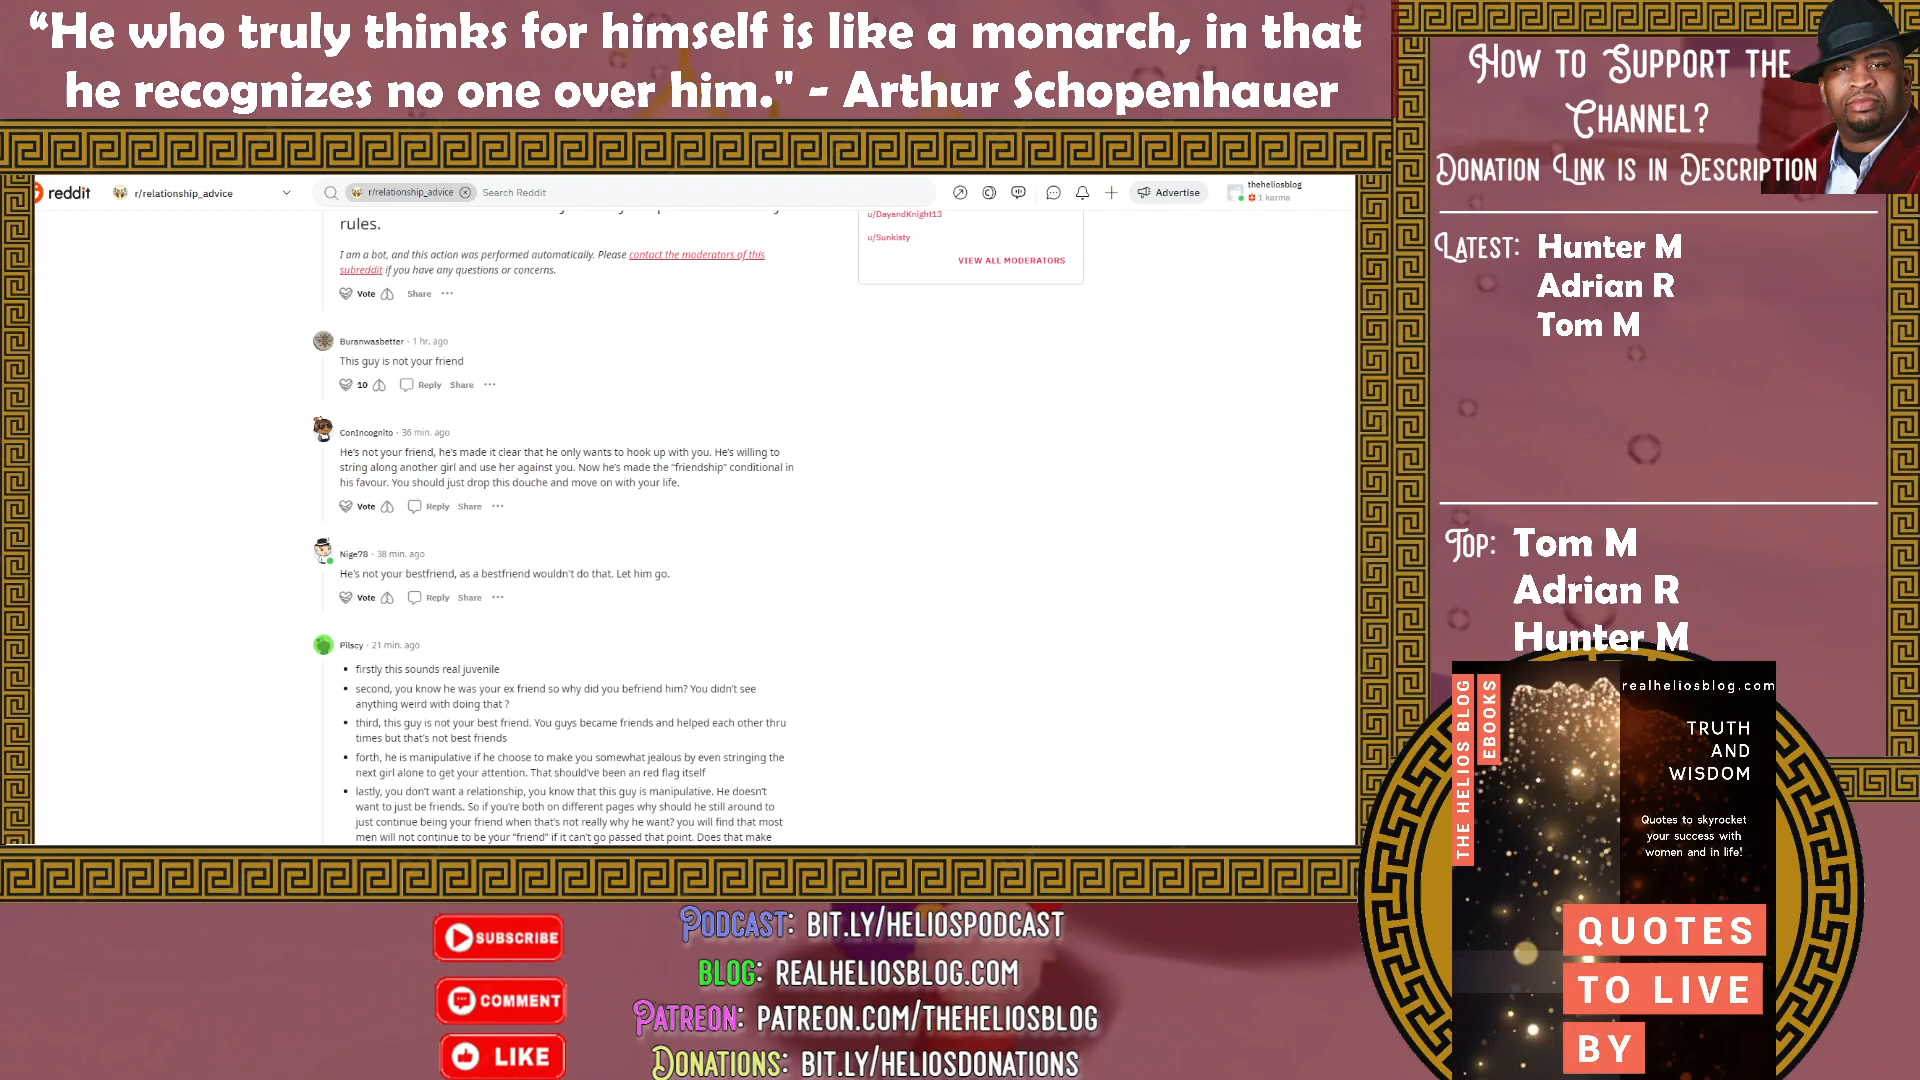 “He who truly thinks for himself is like a monarch, in that
he recognizes no one over him." - Arthur Schopenhauer
How to Support the
Channel?
Donation Link is in Description
reddit
r/relationship_advice
r/relationship_advice
Search Reddit
Advertise
theheliosblog
1 karma
rules.
I am a bot, and this action was performed automatically. Please contact the moderators of this
subreddit if you have any questions or concerns.
Vote
Share
u/DayandKnight13
u/Sunkisty
VIEW ALL MODERATORS
Buranwasbetter · 1 hr. ago
This guy is not your friend
10
Reply
Share
ConIncognito · 36 min. ago
He's not your friend, he's made it clear that he only wants to hook up with you. He's willing to
string along another girl and use her against you. Now he's made the "friendship" conditional in
his favour. You should just drop this douche and move on with your life.
Vote
Reply
Share
Nige78 · 38 min. ago
He's not your bestfriend, as a bestfriend wouldn't do that. Let him go.
Vote
Reply
Share
Pilscy · 21 min. ago
• firstly this sounds real juvenile
• second, you know he was your ex friend so why did you befriend him? You didn't see
anything weird with doing that ?
• third, this guy is not your best friend. You guys became friends and helped each other thru
times but that's not best friends
• forth, he is manipulative if he choose to make you somewhat jealous by even stringing the
next girl alone to get your attention. That should've been an red flag itself
• lastly, you don't want a relationship, you know that this guy is manipulative. He doesn't
want to just be friends. So if you're both on different pages why should he still around to
just continue being your friend when that's not really why he want? you will find that most
men will not continue to be your "friend" if it can't go passed that point. Does that make
Latest:
Hunter M
Adrian R
Tom M
Top:
Tom M
Adrian R
Hunter M
THE HELIOS BLOG
EBOOKS
realheliosblog.com
TRUTH
AND
WISDOM
Quotes to skyrocket
your success with
women and in life!
QUOTES
TO LIVE
BY
SUBSCRIBE
COMMENT
LIKE
Podcast: bit.ly/heliospodcast
Blog: realheliosblog.com
Patreon: patreon.com/theheliosblog
Donations: bit.ly/heliosdonations